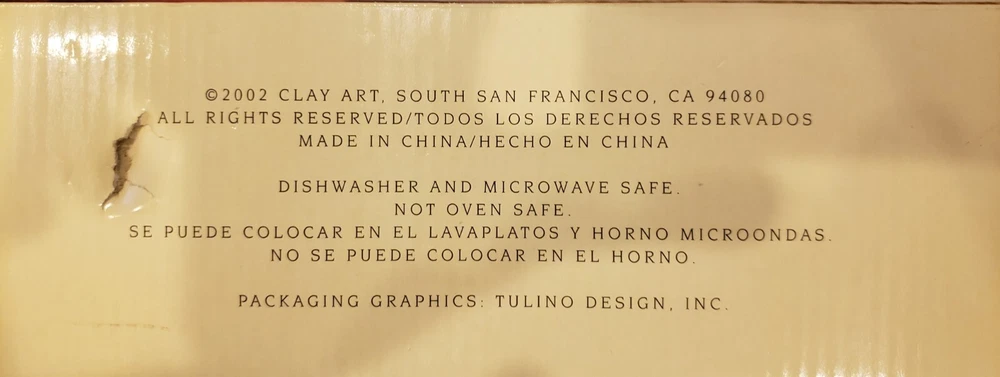 ©2002 CLAY ART, SOUTH SAN FRANCISCO, CA 94080
ALL RIGHTS RESERVED/TODOS LOS DERECHOS RESERVADOS
MADE IN CHINA/HECHO EN CHINA
DISHWASHER AND MICROWAVE SAFE.
NOT OVEN SAFE.
SE PUEDE COLOCAR EN EL LAVAPLATOS Y HORNO MICROONDAS.
NO SE PUEDE COLOCAR EN EL HORNO.
PACKAGING GRAPHICS: TULINO DESIGN, INC.